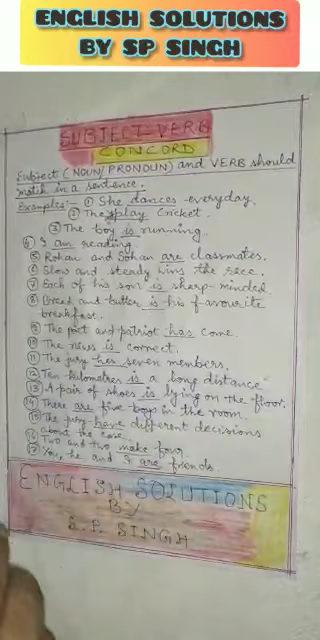 ENGLISH SOLUTIONS
BY SP SINGH
SUBJECT-VERB
CONCORD
Subject (NOUN/PRONOUN) and VERB should
match in a sentence.
Examples:- ① She dances everyday.
② They play Cricket.
③ The boy is running.
④ I am reading.
⑤ Rohan and Sohan are classmates.
⑥ Slow and steady wins the race.
⑦ Each of his son is sharp-minded.
⑧ Bread and butter is his favourite
breakfast.
⑨ The poet and patriot has come.
⑩ The news is correct.
⑪ The jury has seven members.
⑫ Ten kilometres is a long distance
⑬ A pair of shoes is lying on the floor.
⑭ There are five boys in the room.
⑮ The jury have different decisions
about the case.
⑯ Two and two make four.
⑰ You, he and I are friends.
ENGLISH SOLUTIONS
BY
S.P. SINGH